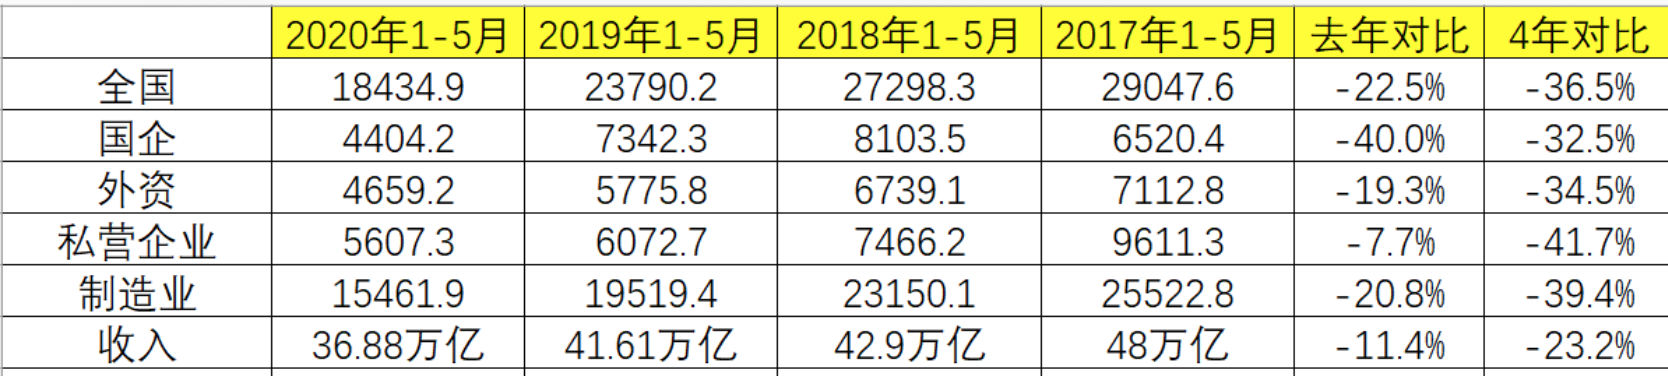 2020年1-5月 2019年1-5月 2018年1-5月 2017年1-5月 去年对比 4年对比
全国 18434.9 23790.2 27298.3 29047.6 -22.5% -36.5%
国企 4404.2 7342.3 8103.5 6520.4 -40.0% -32.5%
外资 4659.2 5775.8 6739.1 7112.8 -19.3% -34.5%
私营企业 5607.3 6072.7 7466.2 9611.3 -7.7% -41.7%
制造业 15461.9 19519.4 23150.1 25522.8 -20.8% -39.4%
收入 36.88万亿 41.61万亿 42.9万亿 48万亿 -11.4% -23.2%